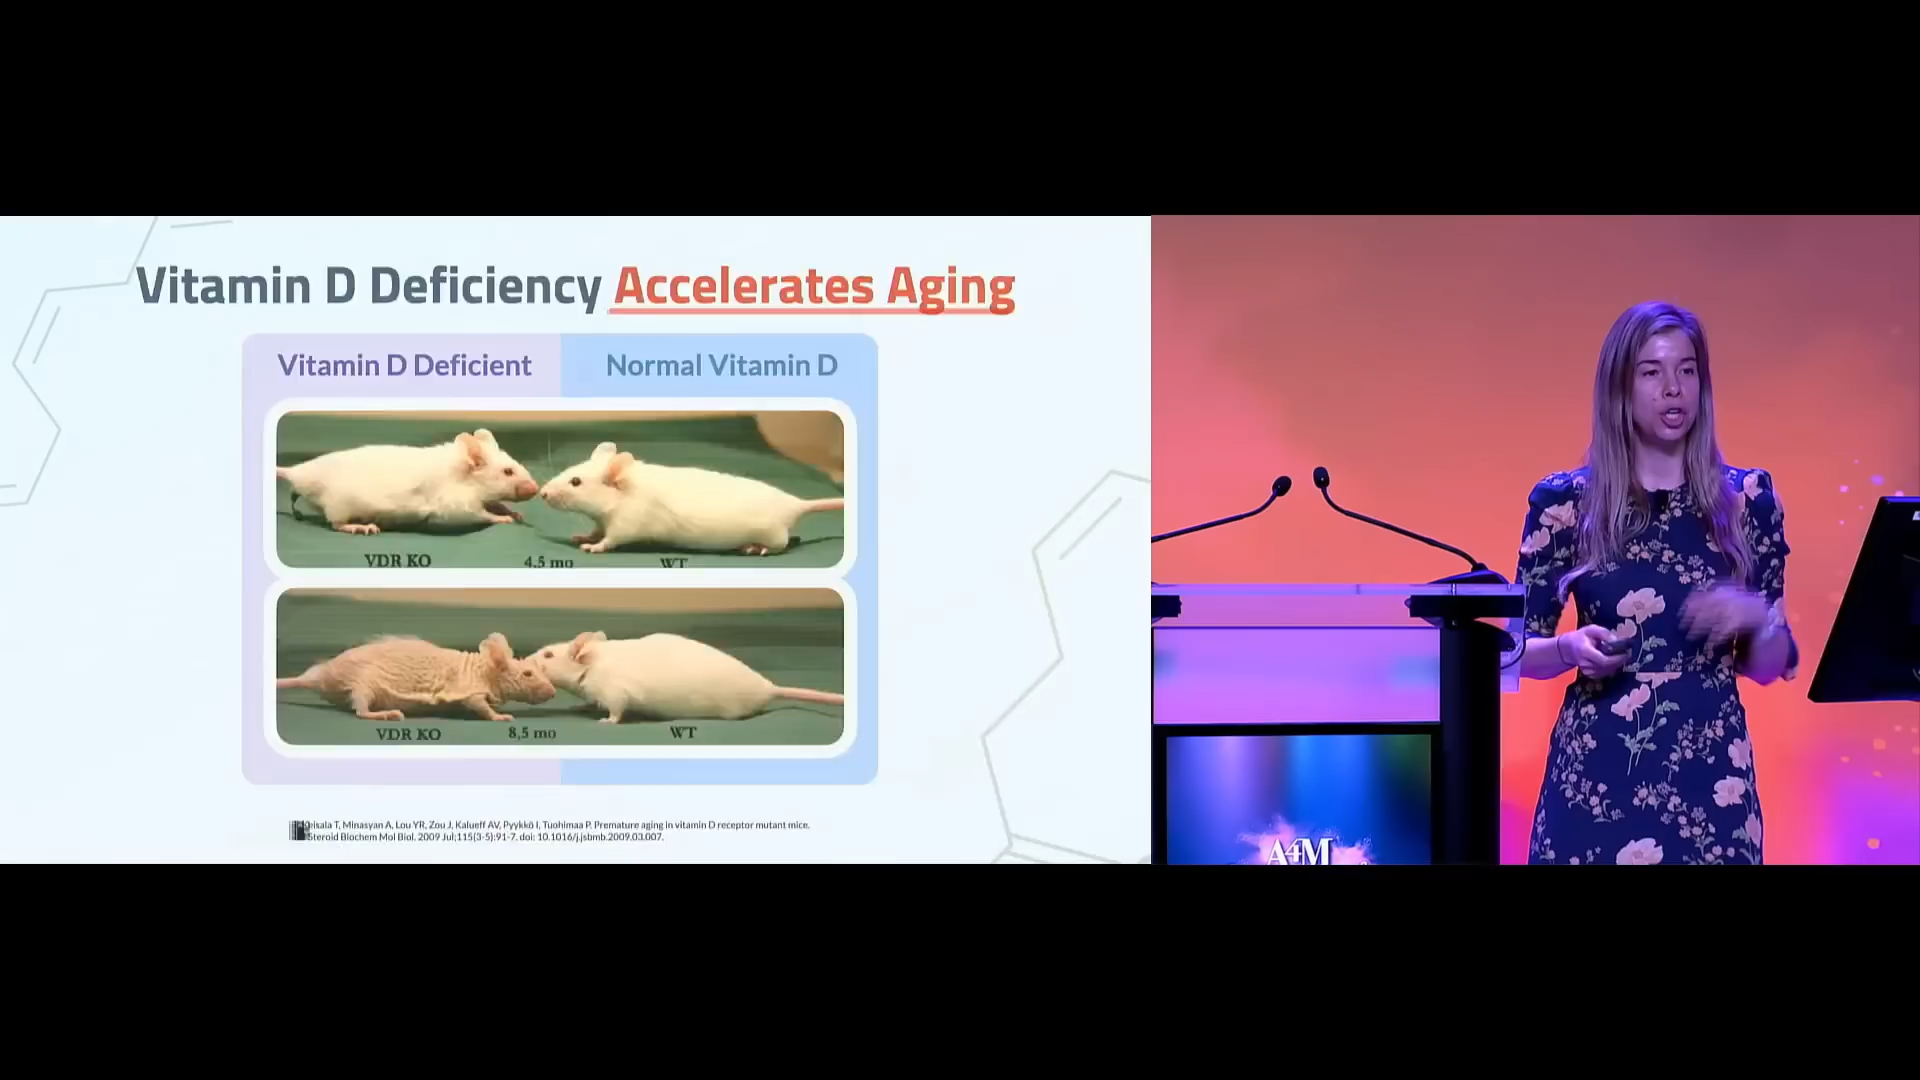 Vitamin D Deficiency Accelerates Aging
Vitamin D Deficient
Normal Vitamin D
VDR KO 4,5 mo WT
VDR KO 8,5 mo WT
T, Minasyan A, Lou YR, Zou J, Kalueff AV, Pyykkö I, Tuohimaa P. Premature aging in vitamin D receptor mutant mice.
Steroid Biochem Mol Biol. 2009 Jul;115(3-5):91-7. doi: 10.1016/j.jsbmb.2009.03.007.
A4M